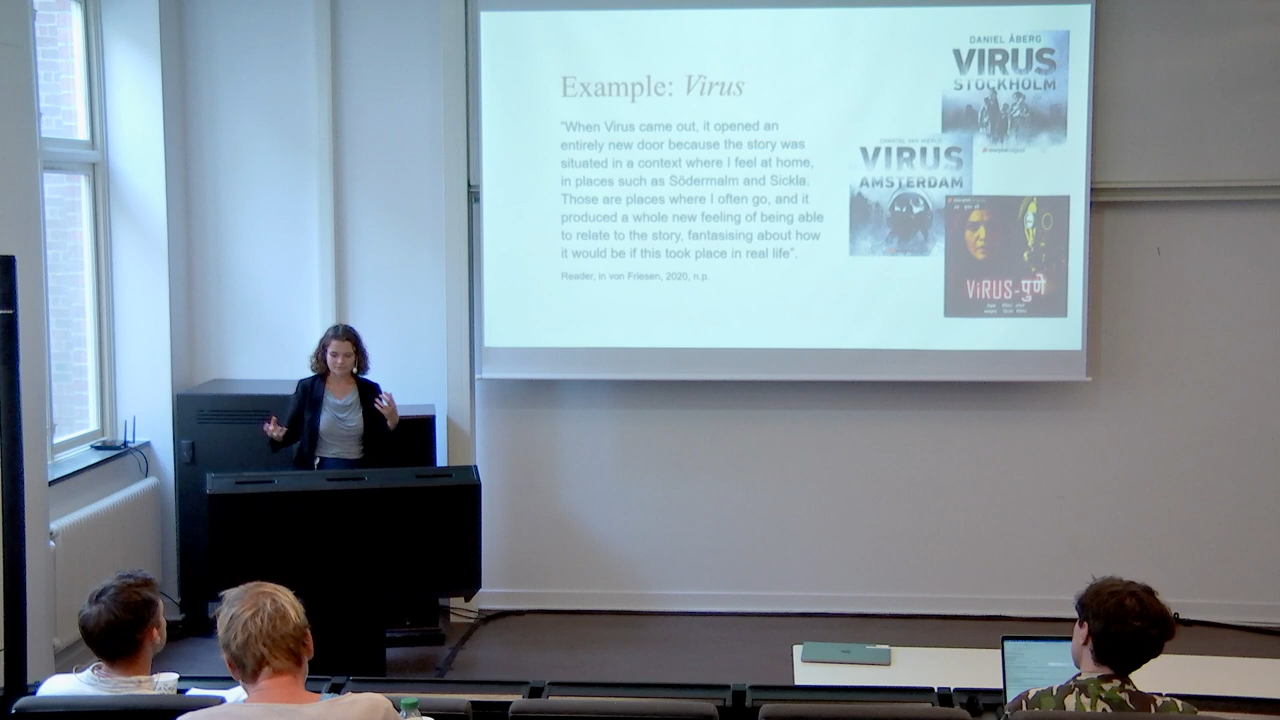 Example: Virus
"When Virus came out, it opened an
entirely new door because the story was
situated in a context where I feel at home,
in places such as Södermalm and Sickla.
Those are places where I often go, and it
produced a whole new feeling of being able
to relate to the story, fantasising about how
it would be if this took place in real life".
Reader, in von Friesen, 2020, n.p.
DANIEL ÅBERG
VIRUS
STOCKHOLM
VIRUS
AMSTERDAM
ViRUS-पुणे